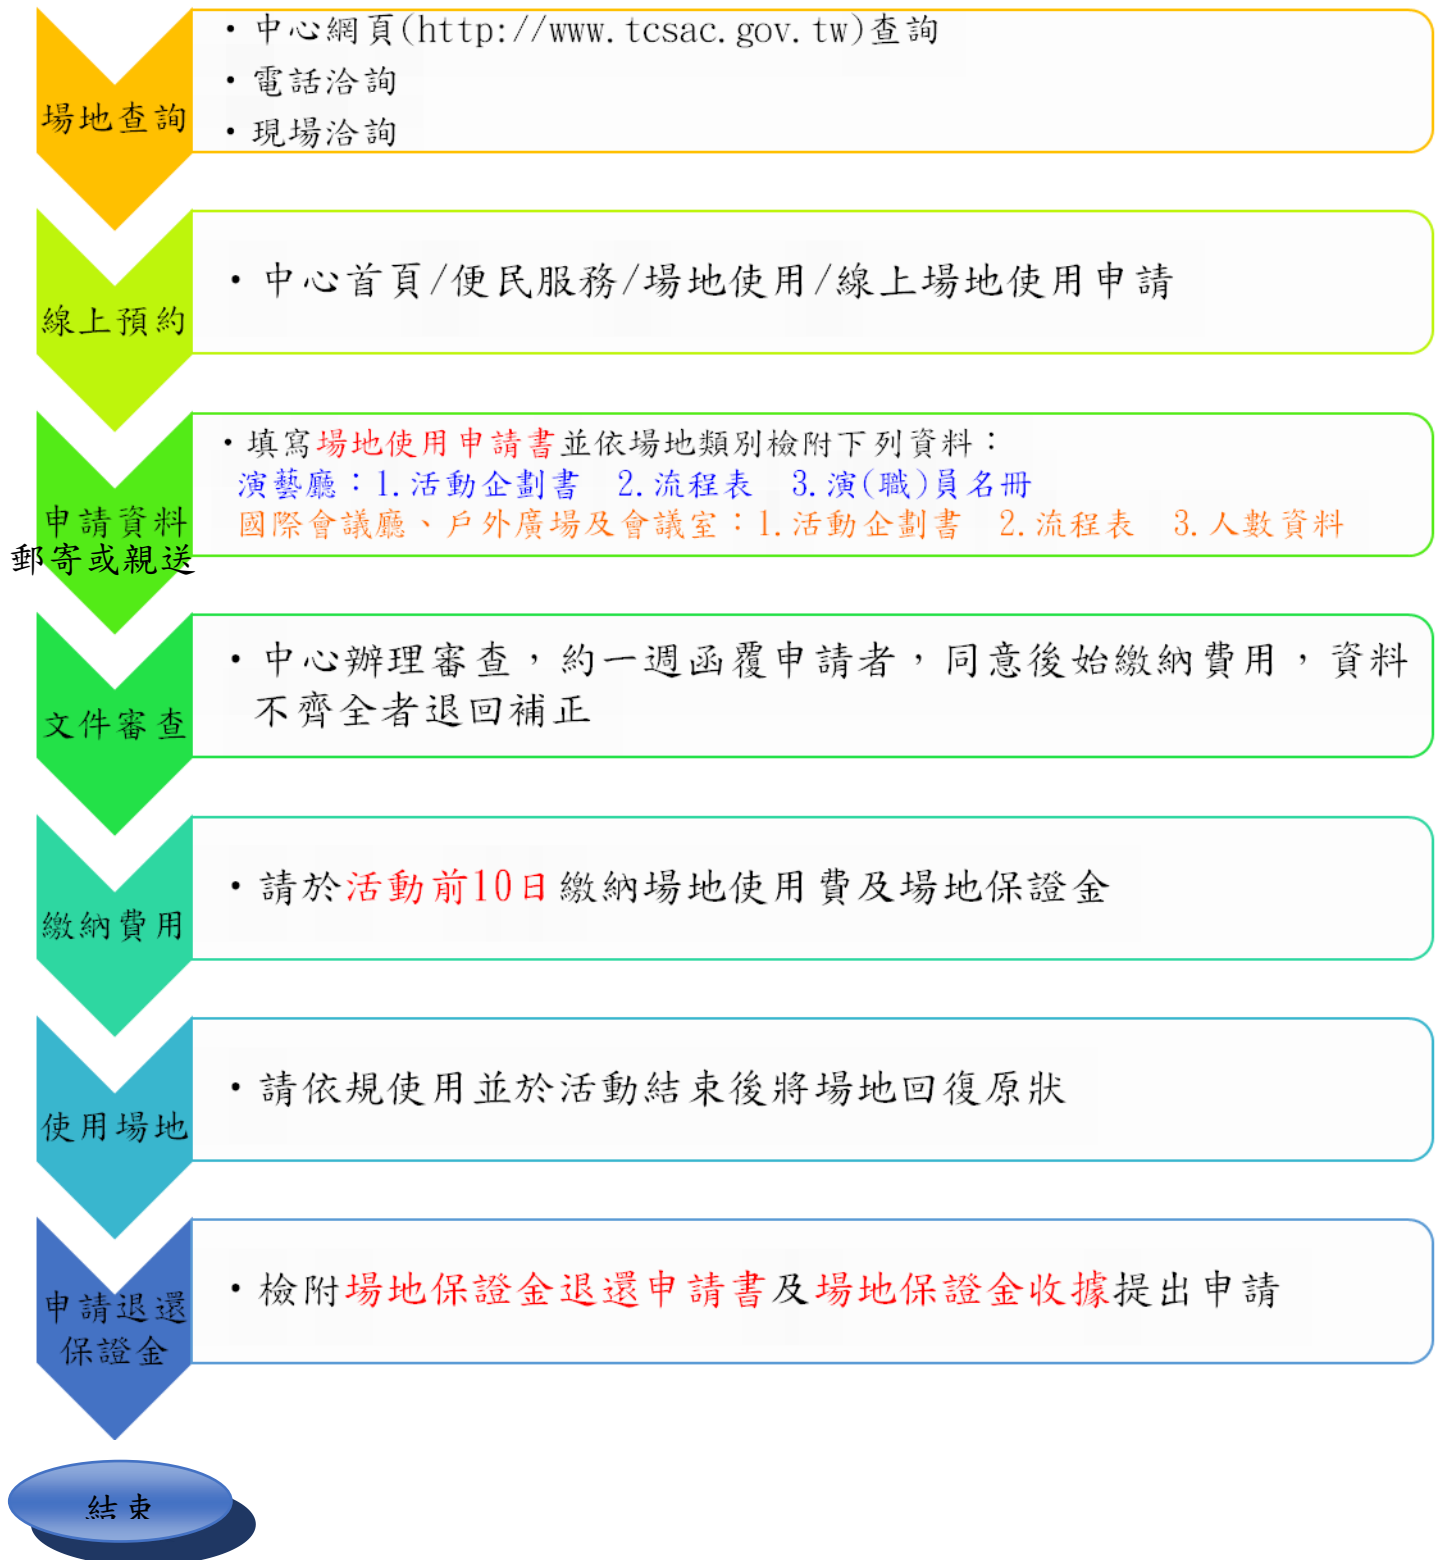 場地查詢
・中心網頁(http://www.tcsac.gov.tw)查詢
・電話洽詢
・現場洽詢
線上預約
・中心首頁/便民服務/場地使用/線上場地使用申請
申請資料
郵寄或親送
・填寫場地使用申請書並依場地類別檢附下列資料：
演藝廳：1.活動企劃書 2.流程表 3.演(職)員名冊
國際會議廳、戶外廣場及會議室：1.活動企劃書 2.流程表 3.人數資料
文件審查
・中心辦理審查，約一週函覆申請者，同意後始繳納費用，資料
不齊全者退回補正
繳納費用
・請於活動前10日繳納場地使用費及場地保證金
使用場地
・請依規使用並於活動結束後將場地回復原狀
申請退還
保證金
・檢附場地保證金退還申請書及場地保證金收據提出申請
結束